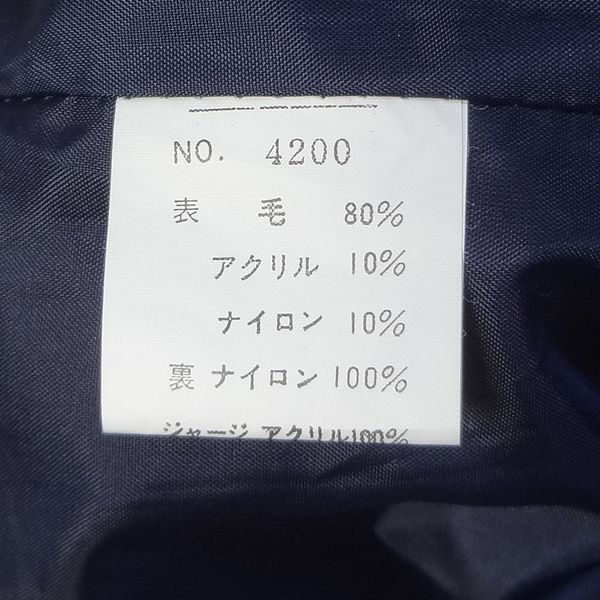 NO. 4200
表 毛 80%
アクリル 10%
ナイロン 10%
裏 ナイロン 100%
ジャージ アクリル100%